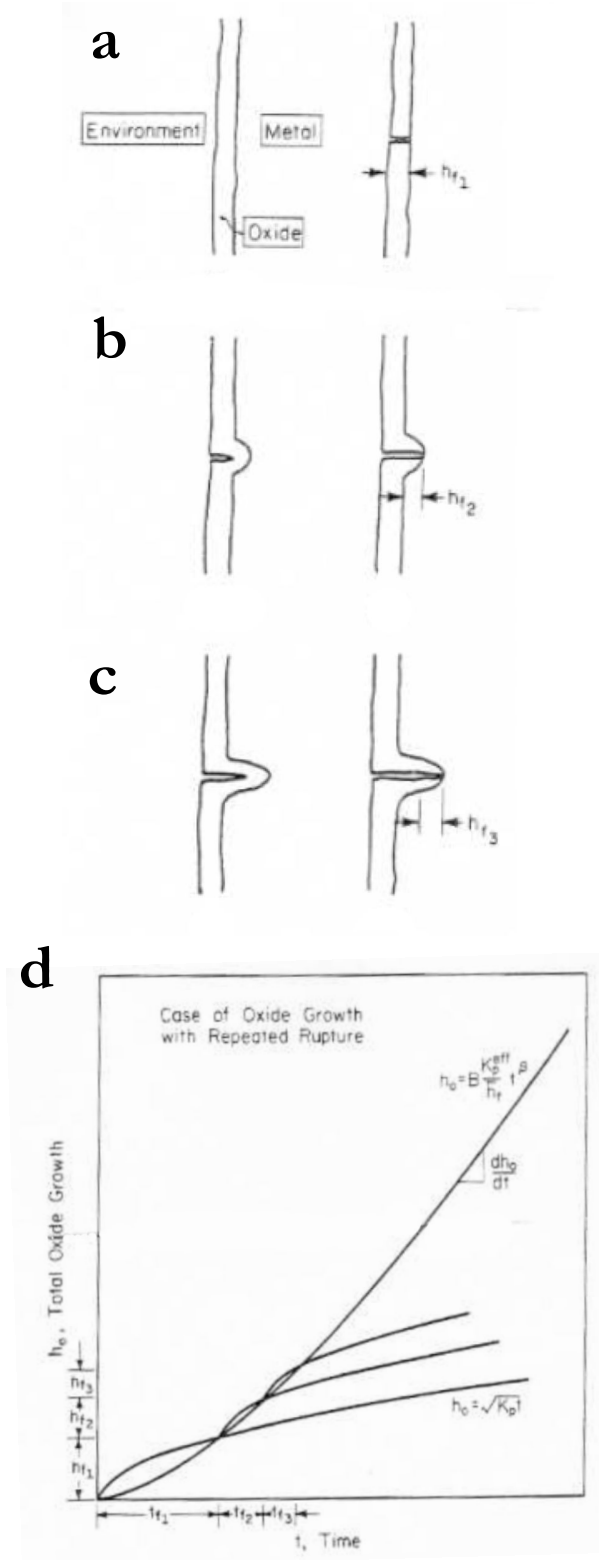 a
Environment
Metal
hf1
Oxide
b
hf2
c
hf3
d
Case of Oxide Growth
with Repeated Rupture
h₀=B Kₚᵉᶠᶠ/h̄f tᵝ
dh₀/dt
h₀, Total Oxide Growth
hf3
hf2
hf1
h₀=√Kₚt
tf1
tf2
tf3
t, Time